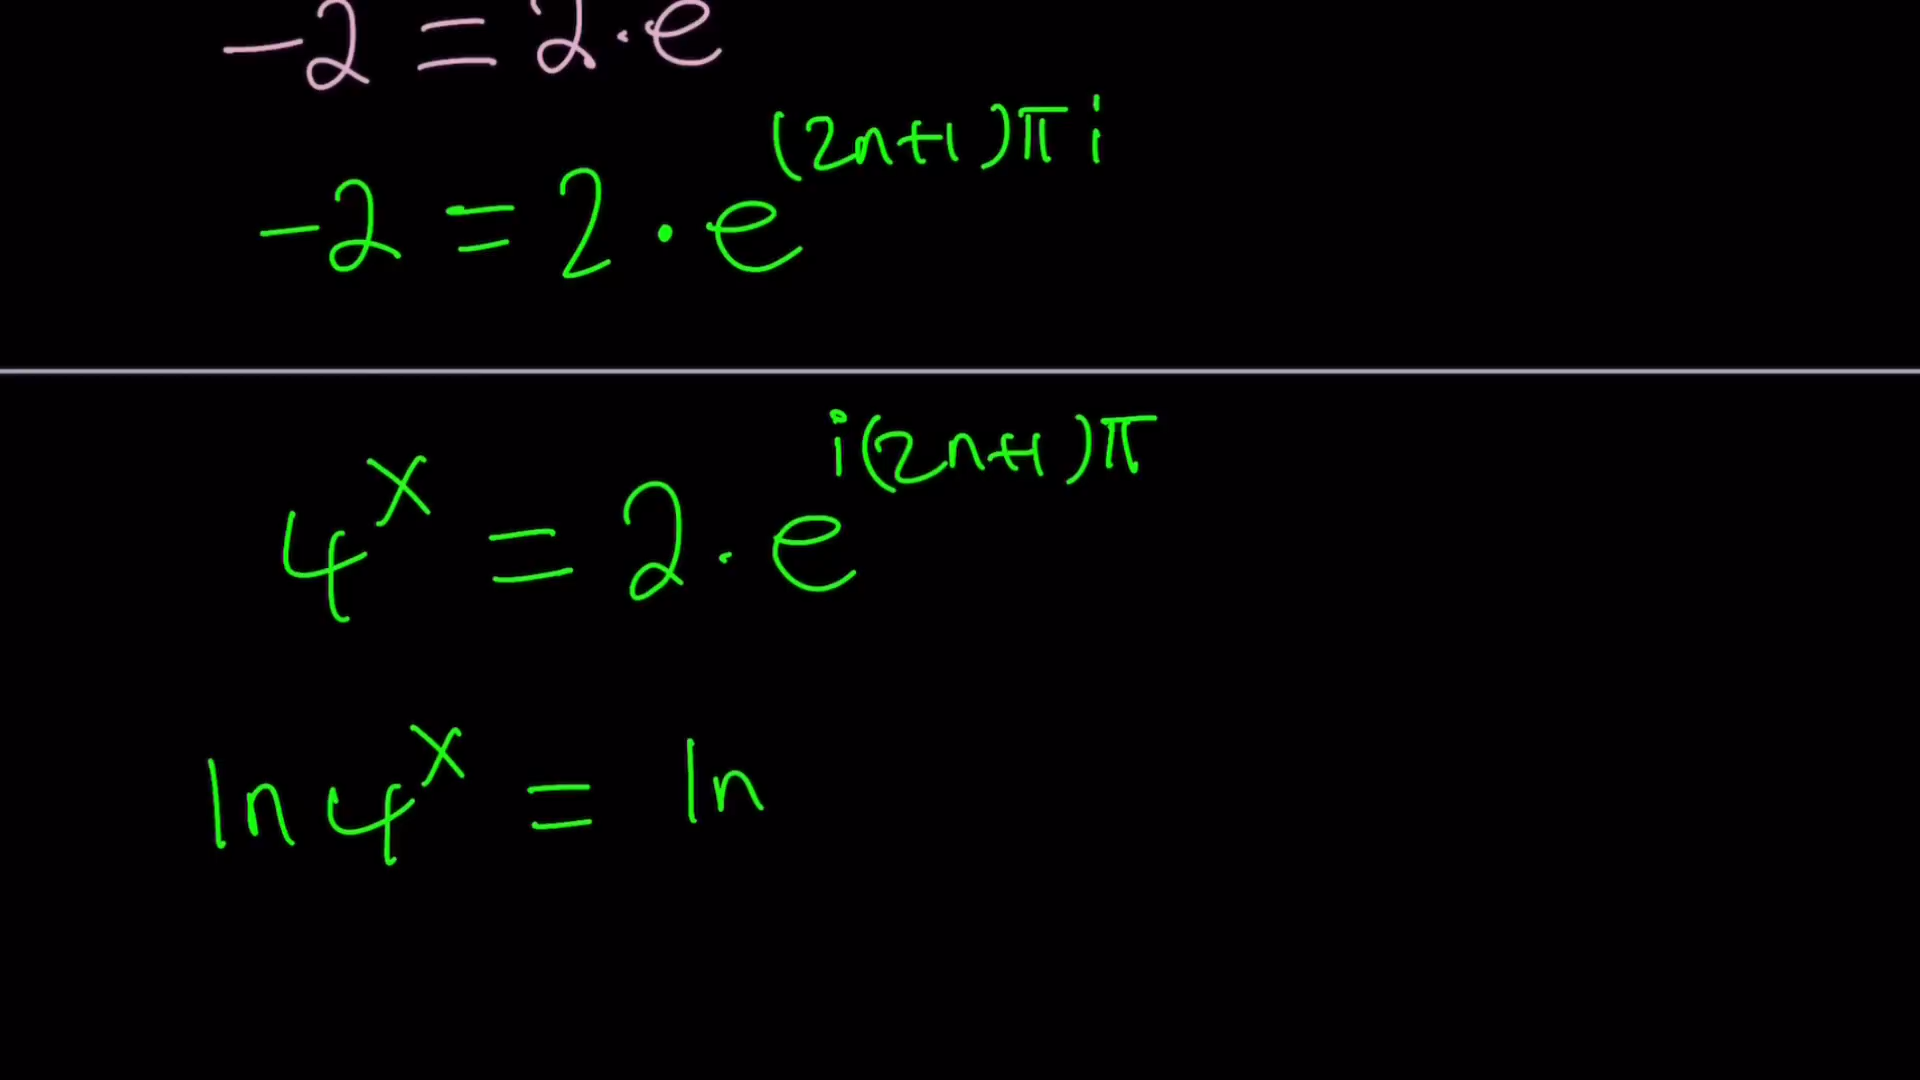 -2 = 2·e
-2 = 2·e^{(2n+1)πi}
4^x = 2·e^{i(2n+1)π}
ln 4^x = ln